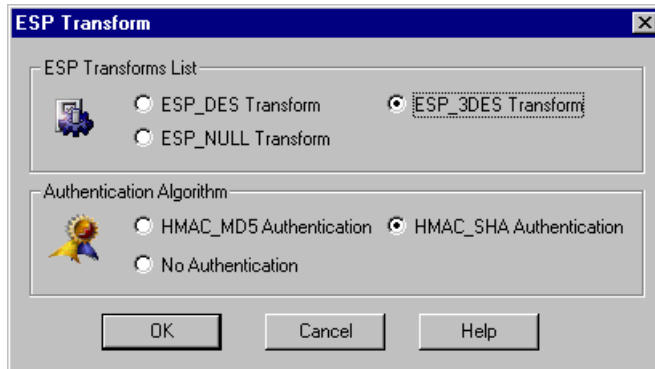 ESP Transform
ESP Transforms List
ESP_DES Transform ESP_3DES Transform
ESP_NULL Transform
Authentication Algorithm
HMAC_MD5 Authentication HMAC_SHA Authentication
No Authentication
OK Cancel Help